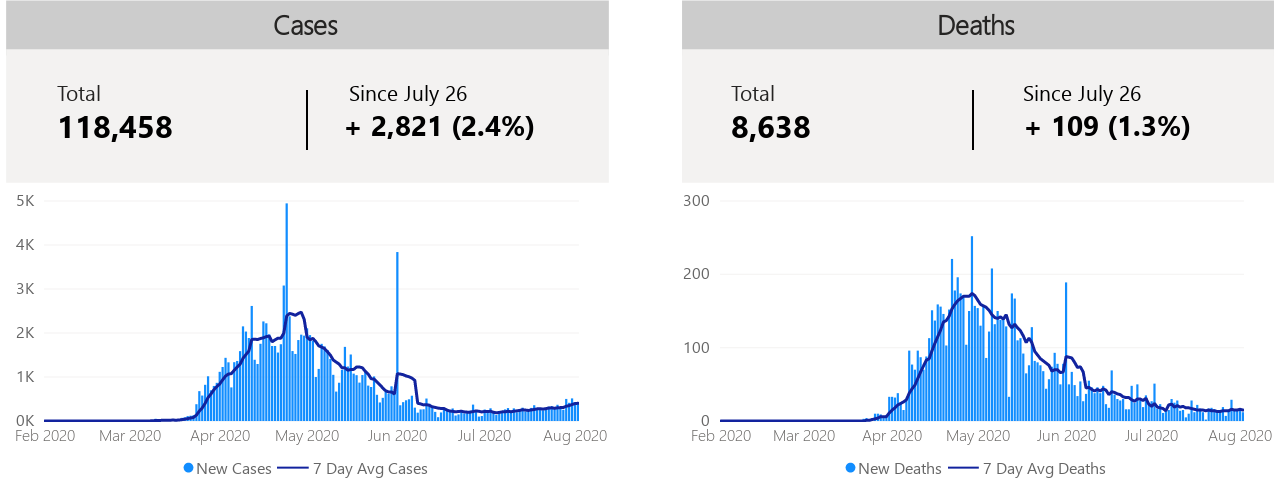 Cases
Total
118,458
Since July 26
+ 2,821 (2.4%)
5K
4K
3K
2K
1K
0K
Feb 2020 Mar 2020 Apr 2020 May 2020 Jun 2020 Jul 2020 Aug 2020
New Cases 7 Day Avg Cases
Deaths
Total
8,638
Since July 26
+ 109 (1.3%)
300
200
100
0
Feb 2020 Mar 2020 Apr 2020 May 2020 Jun 2020 Jul 2020 Aug 2020
New Deaths 7 Day Avg Deaths